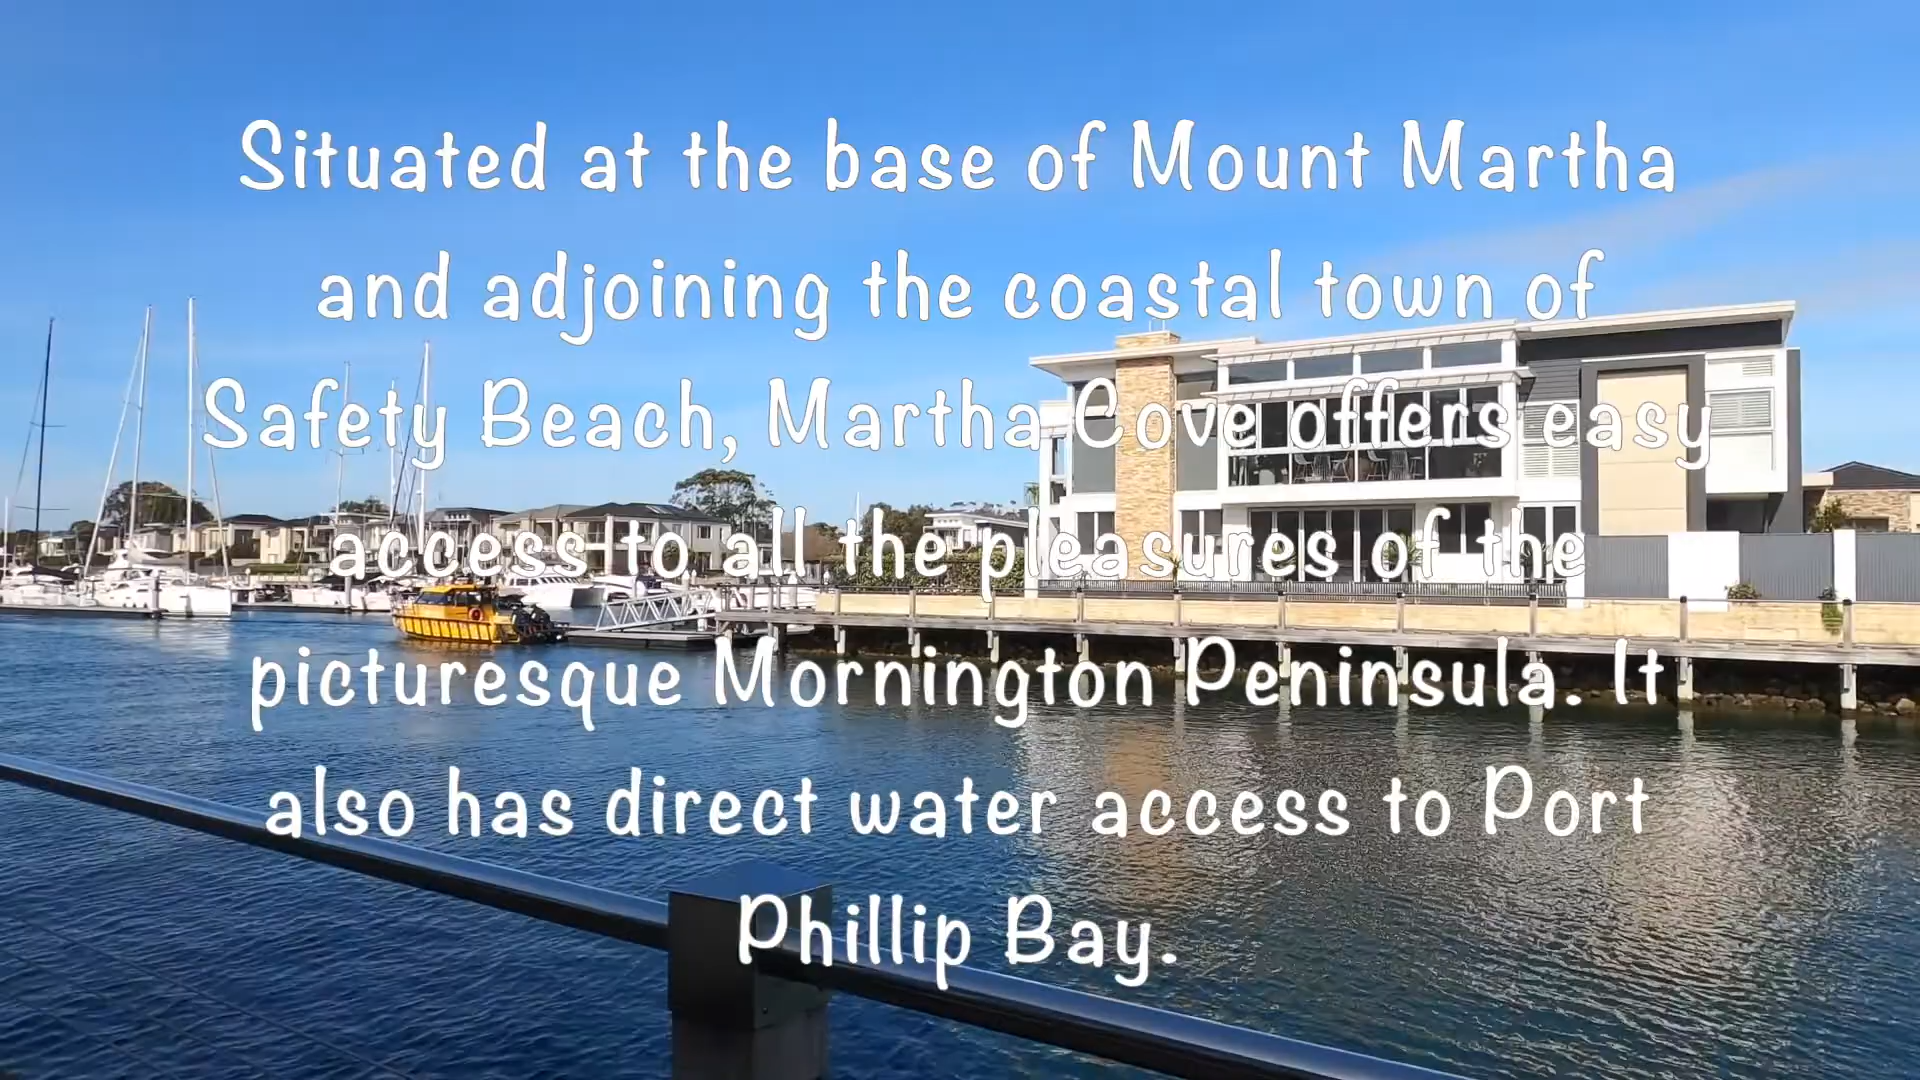 Situated at the base of Mount Martha
and adjoining the coastal town of
Safety Beach, Martha Cove offers easy
access to all the pleasures of the
picturesque Mornington Peninsula. It
also has direct water access to Port
Phillip Bay.